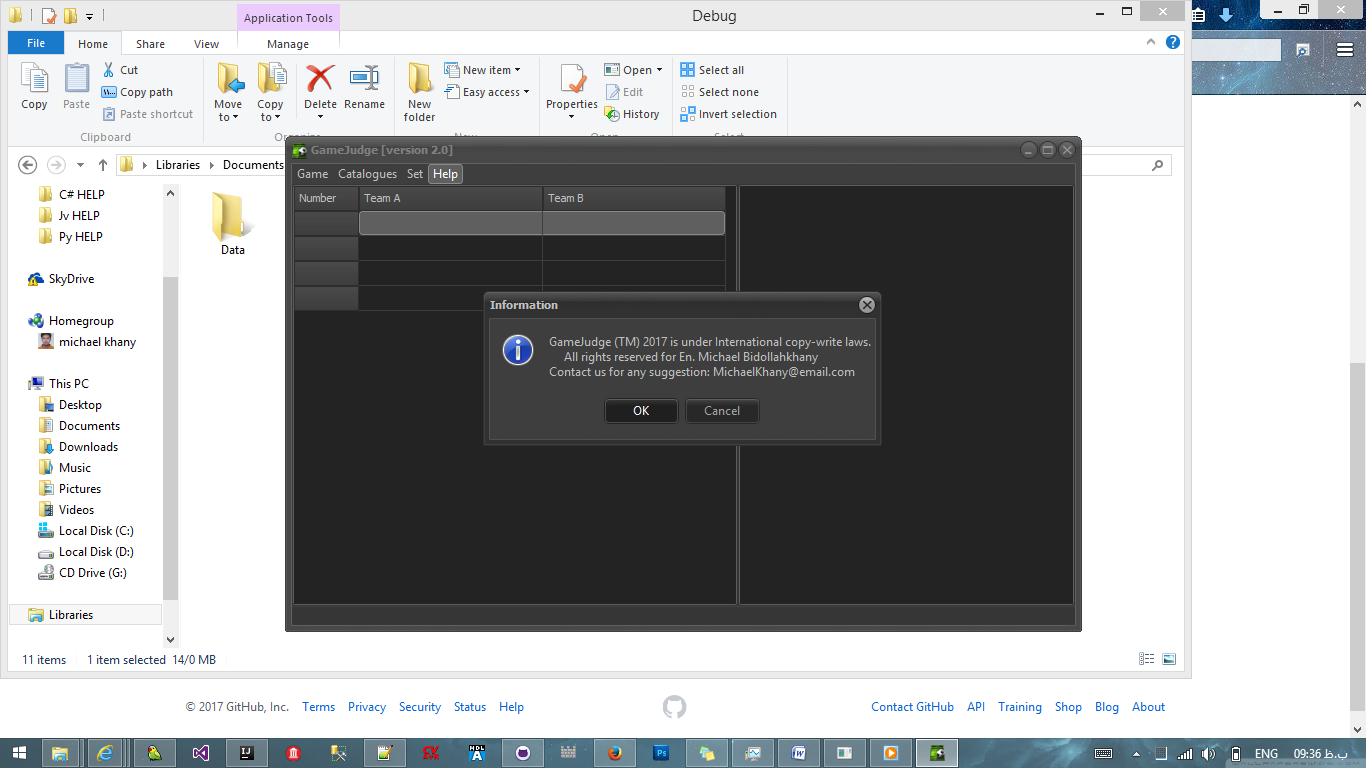 Application Tools
Debug
File
Home
Share
View
Manage
Copy
Paste
Cut
Copy path
Paste shortcut
Clipboard
Move to
Copy to
Delete
Rename
New folder
New item
Easy access
Properties
Open
Edit
History
Select all
Select none
Invert selection
Libraries
Documents
C# HELP
Jv HELP
Py HELP
SkyDrive
Homegroup
michael khany
This PC
Desktop
Documents
Downloads
Music
Pictures
Videos
Local Disk (C:)
Local Disk (D:)
CD Drive (G:)
Libraries
Data
GameJudge [version 2.0]
Game Catalogues Set Help
Number Team A Team B
Information
GameJudge (TM) 2017 is under International copy-write laws.
All rights reserved for En. Michael Bidollahkhany
Contact us for any suggestion: MichaelKhany@email.com
OK Cancel
11 items 1 item selected 14/0 MB
© 2017 GitHub, Inc. Terms Privacy Security Status Help
Contact GitHub API Training Shop Blog About
ENG 09:36 ب.ظ